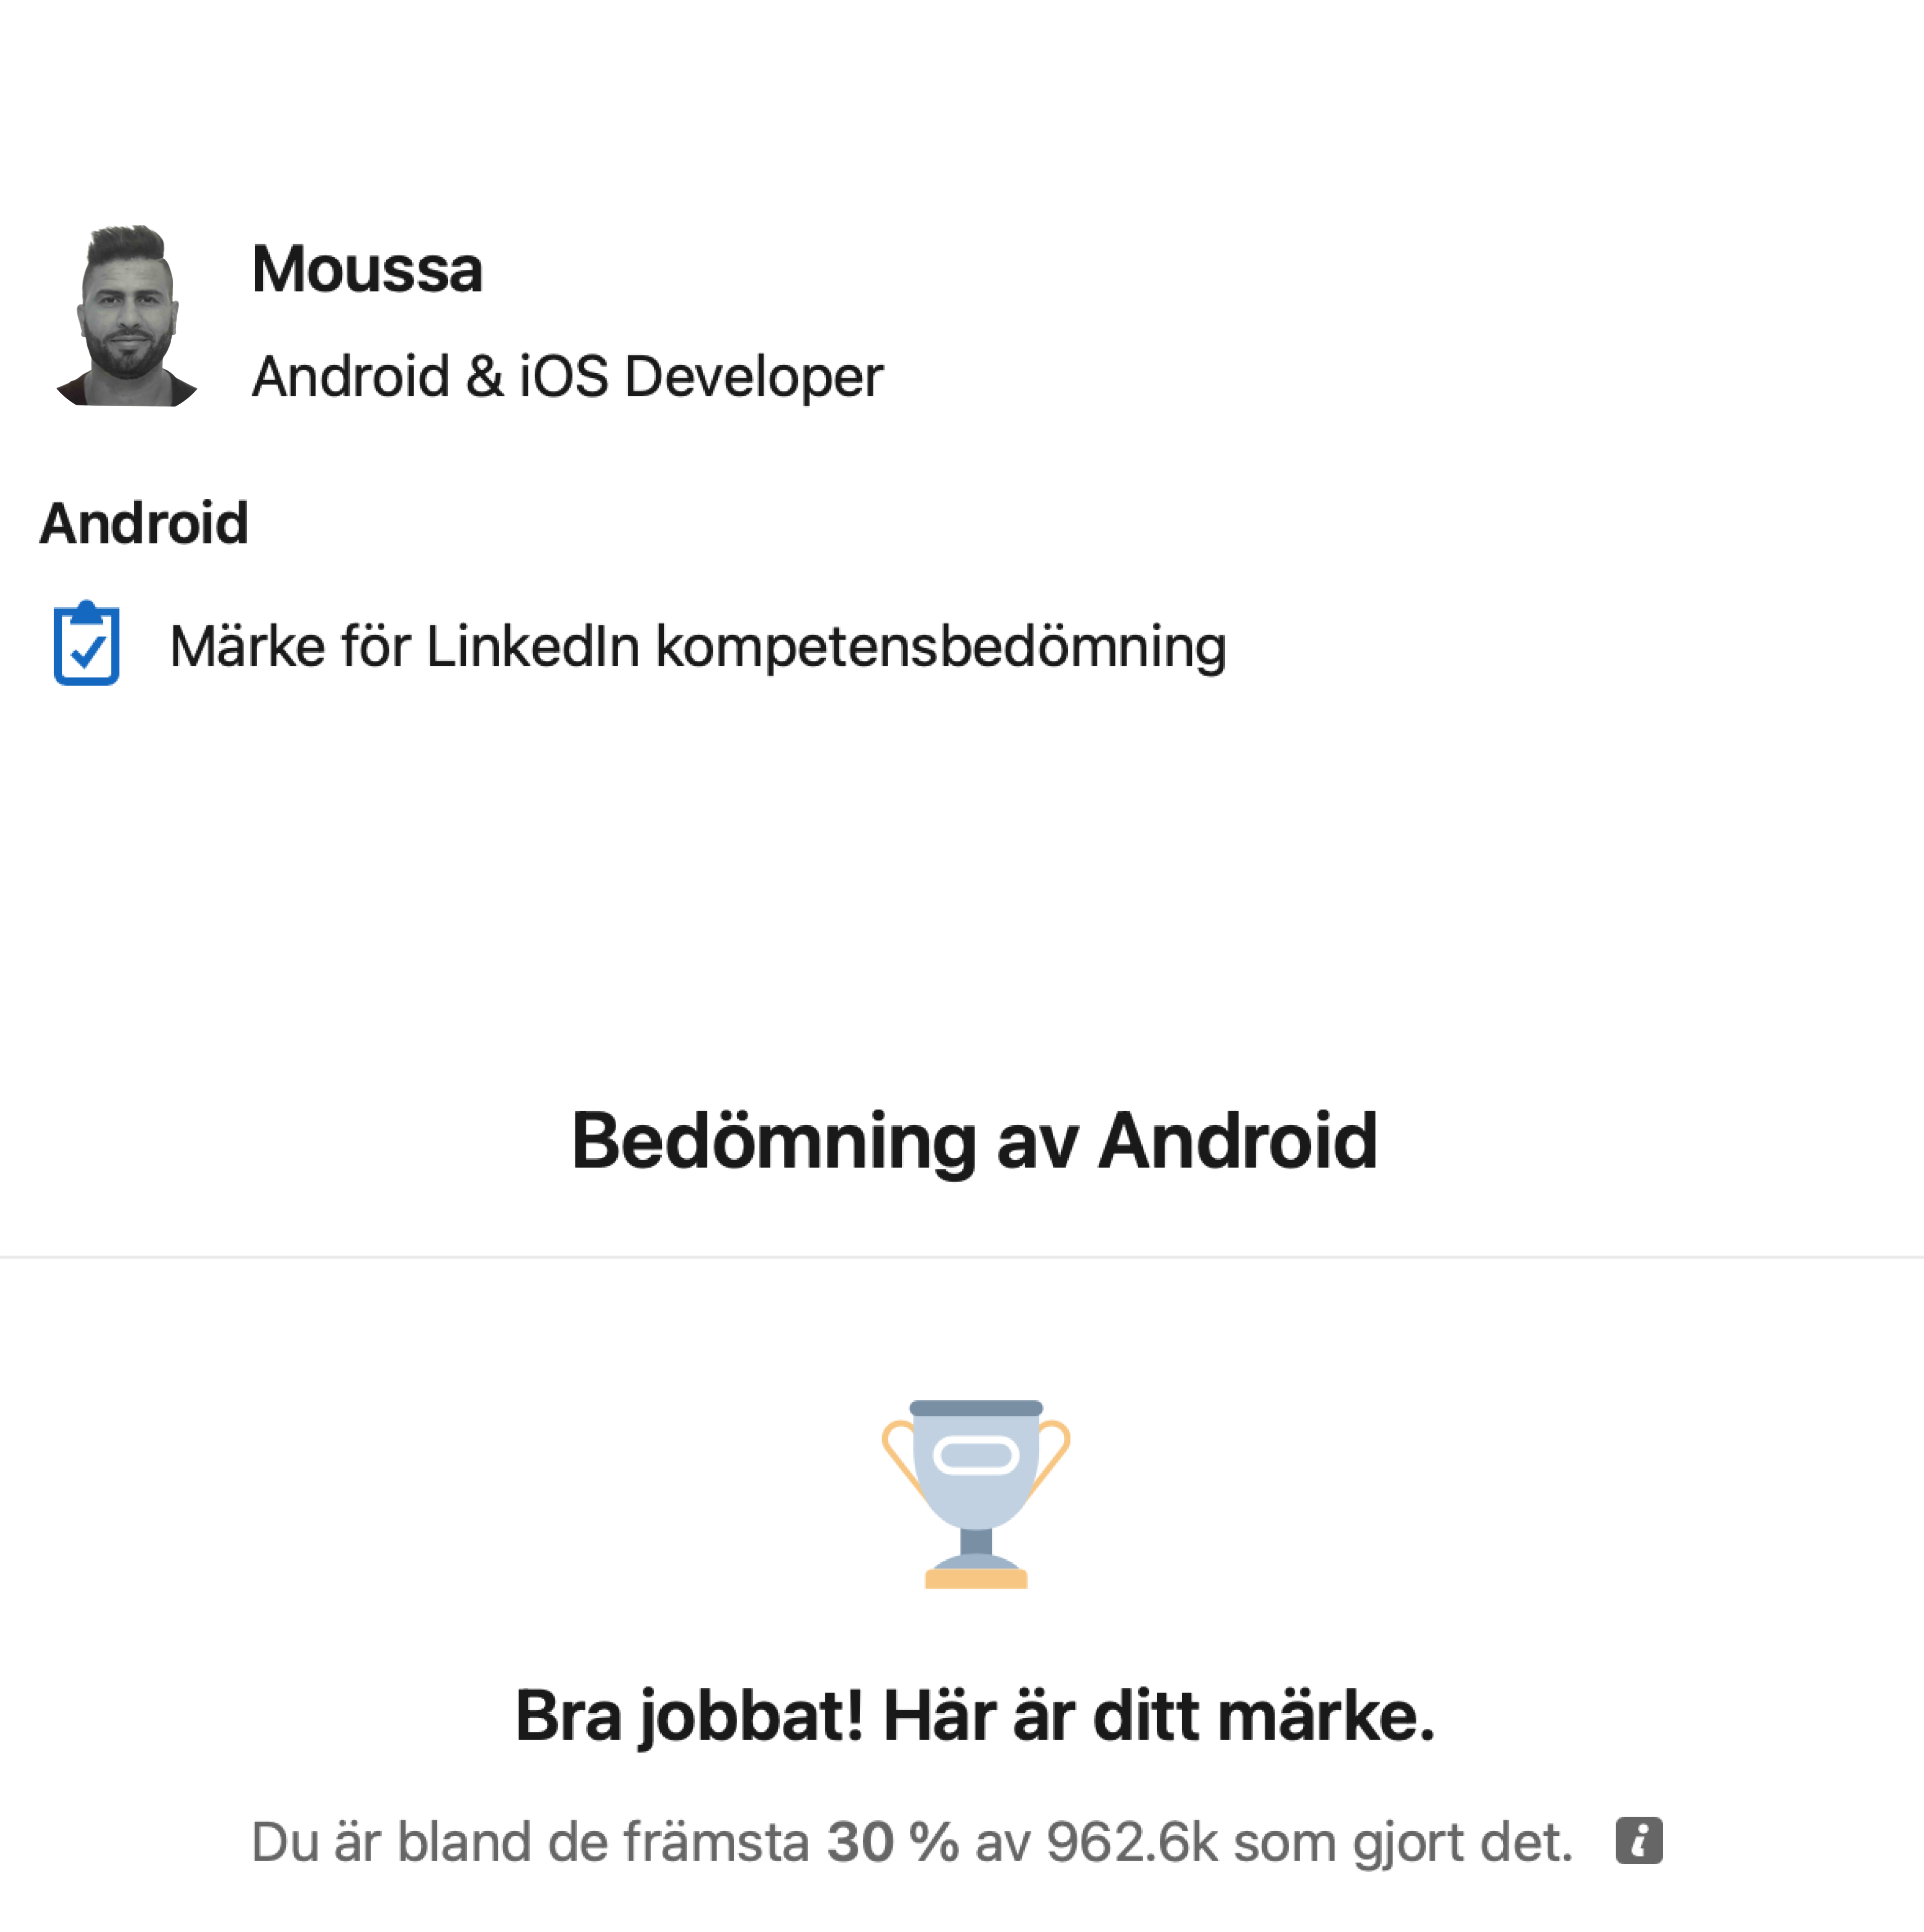 Moussa
Android & iOS Developer
Android
Märke för LinkedIn kompetensbedömning
Bedömning av Android
Bra jobbat! Här är ditt märke.
Du är bland de främsta 30 % av 962.6k som gjort det.